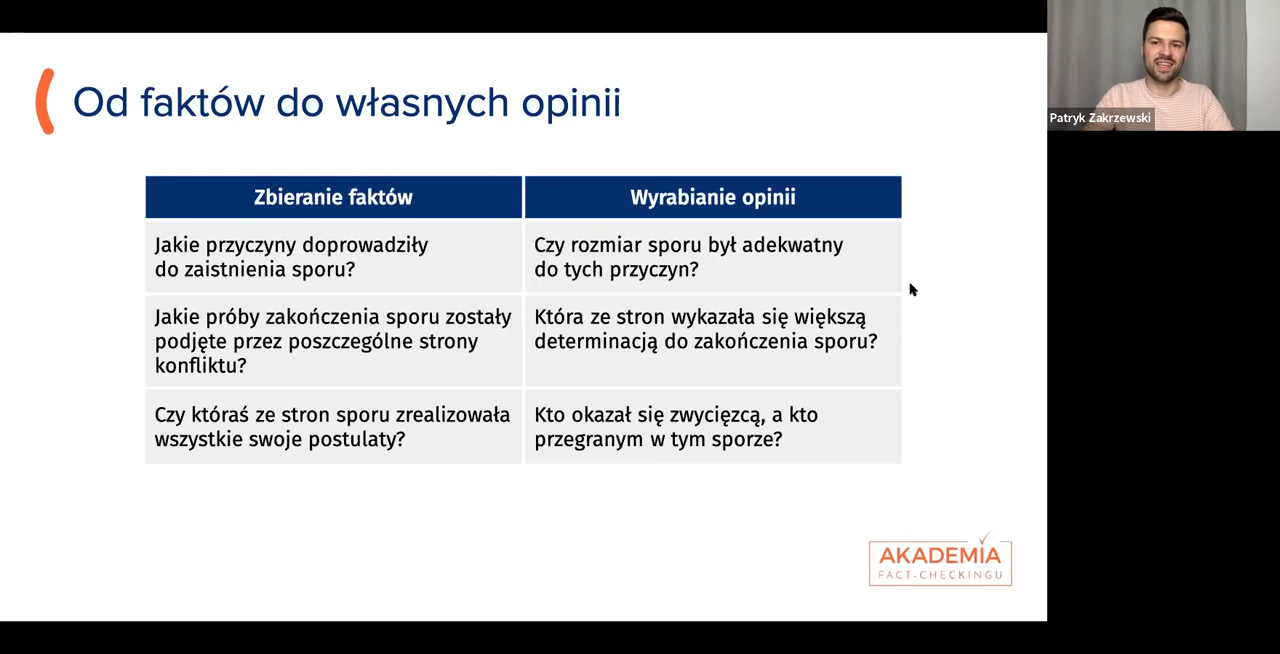 Od faktów do własnych opinii
Zbieranie faktów
Wyrabianie opinii
Jakie przyczyny doprowadziły
do zaistnienia sporu?
Czy rozmiar sporu był adekwatny
do tych przyczyn?
Jakie próby zakończenia sporu zostały
podjęte przez poszczególne strony
konfliktu?
Która ze stron wykazała się większą
determinacją do zakończenia sporu?
Czy któraś ze stron sporu zrealizowała
wszystkie swoje postulaty?
Kto okazał się zwycięzcą, a kto
przegranym w tym sporze?
AKADEMIA
FACT-CHECKINGU
Patryk Zakrzewski